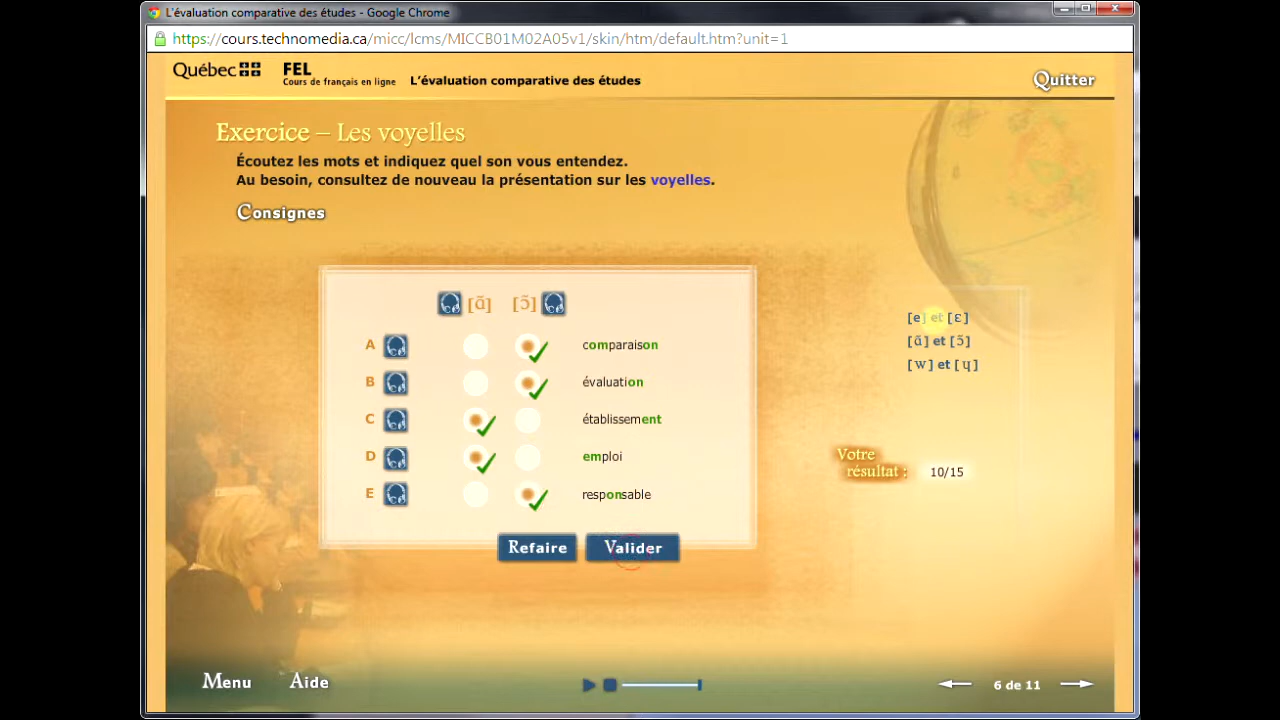 L'évaluation comparative des études - Google Chrome
https://cours.technomedia.ca/micc/lcms/MICCB01M02A05v1/skin/htm/default.htm?unit=1
Québec
FEL
Cours de français en ligne
L'évaluation comparative des études
Quitter
Exercice – Les voyelles
Écoutez les mots et indiquez quel son vous entendez.
Au besoin, consultez de nouveau la présentation sur les voyelles.
Consignes
[ɑ̃] [ɔ̃]
A comparaison
B évaluation
C établissement
D emploi
E responsable
Refaire Valider
[e] et [ɛ]
[ɑ̃] et [ɔ̃]
[w] et [ɥ]
Votre
résultat : 10/15
Menu Aide
6 de 11